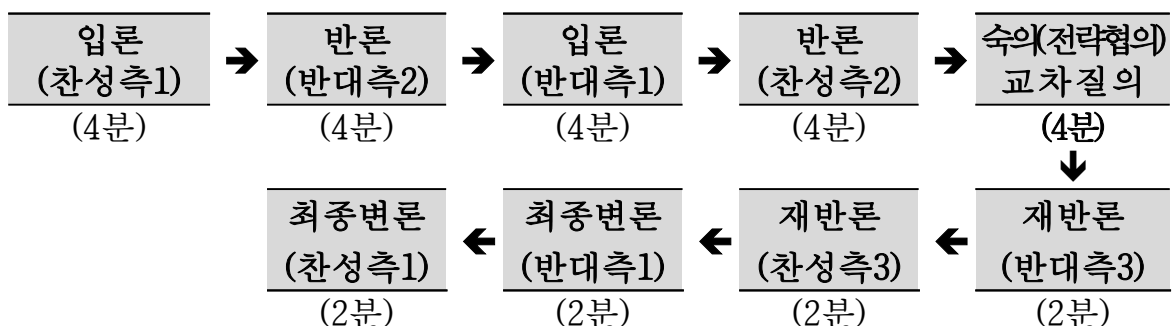 입론 반론 입론 반론 숙의(전략협의)
(찬성측1) (반대측2) (반대측1) (찬성측2) 교차질의
(4분) (4분) (4분) (4분) (4분)
최종변론 최종변론 재반론 재반론
(찬성측1) (반대측1) (찬성측3) (반대측3)
(2분) (2분) (2분) (2분)